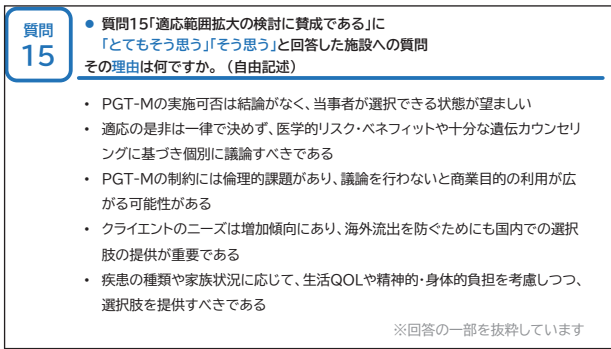 質問
15
● 質問15「適応範囲拡大の検討に賛成である」に
「とてもそう思う」「そう思う」と回答した施設への質問
その理由は何ですか。（自由記述）
• PGT-Mの実施可否は結論がなく、当事者が選択できる状態が望ましい
• 適応の是非は一律で決めず、医学的リスク・ベネフィットや十分な遺伝カウンセリ
ングに基づき個別に議論すべきである
• PGT-Mの制約には倫理的課題があり、議論を行わないと商業目的の利用が広
がる可能性がある
• クライエントのニーズは増加傾向にあり、海外流出を防ぐためにも国内での選択
肢の提供が重要である
• 疾患の種類や家族状況に応じて、生活QOLや精神的・身体的負担を考慮しつつ、
選択肢を提供すべきである
※回答の一部を抜粋しています